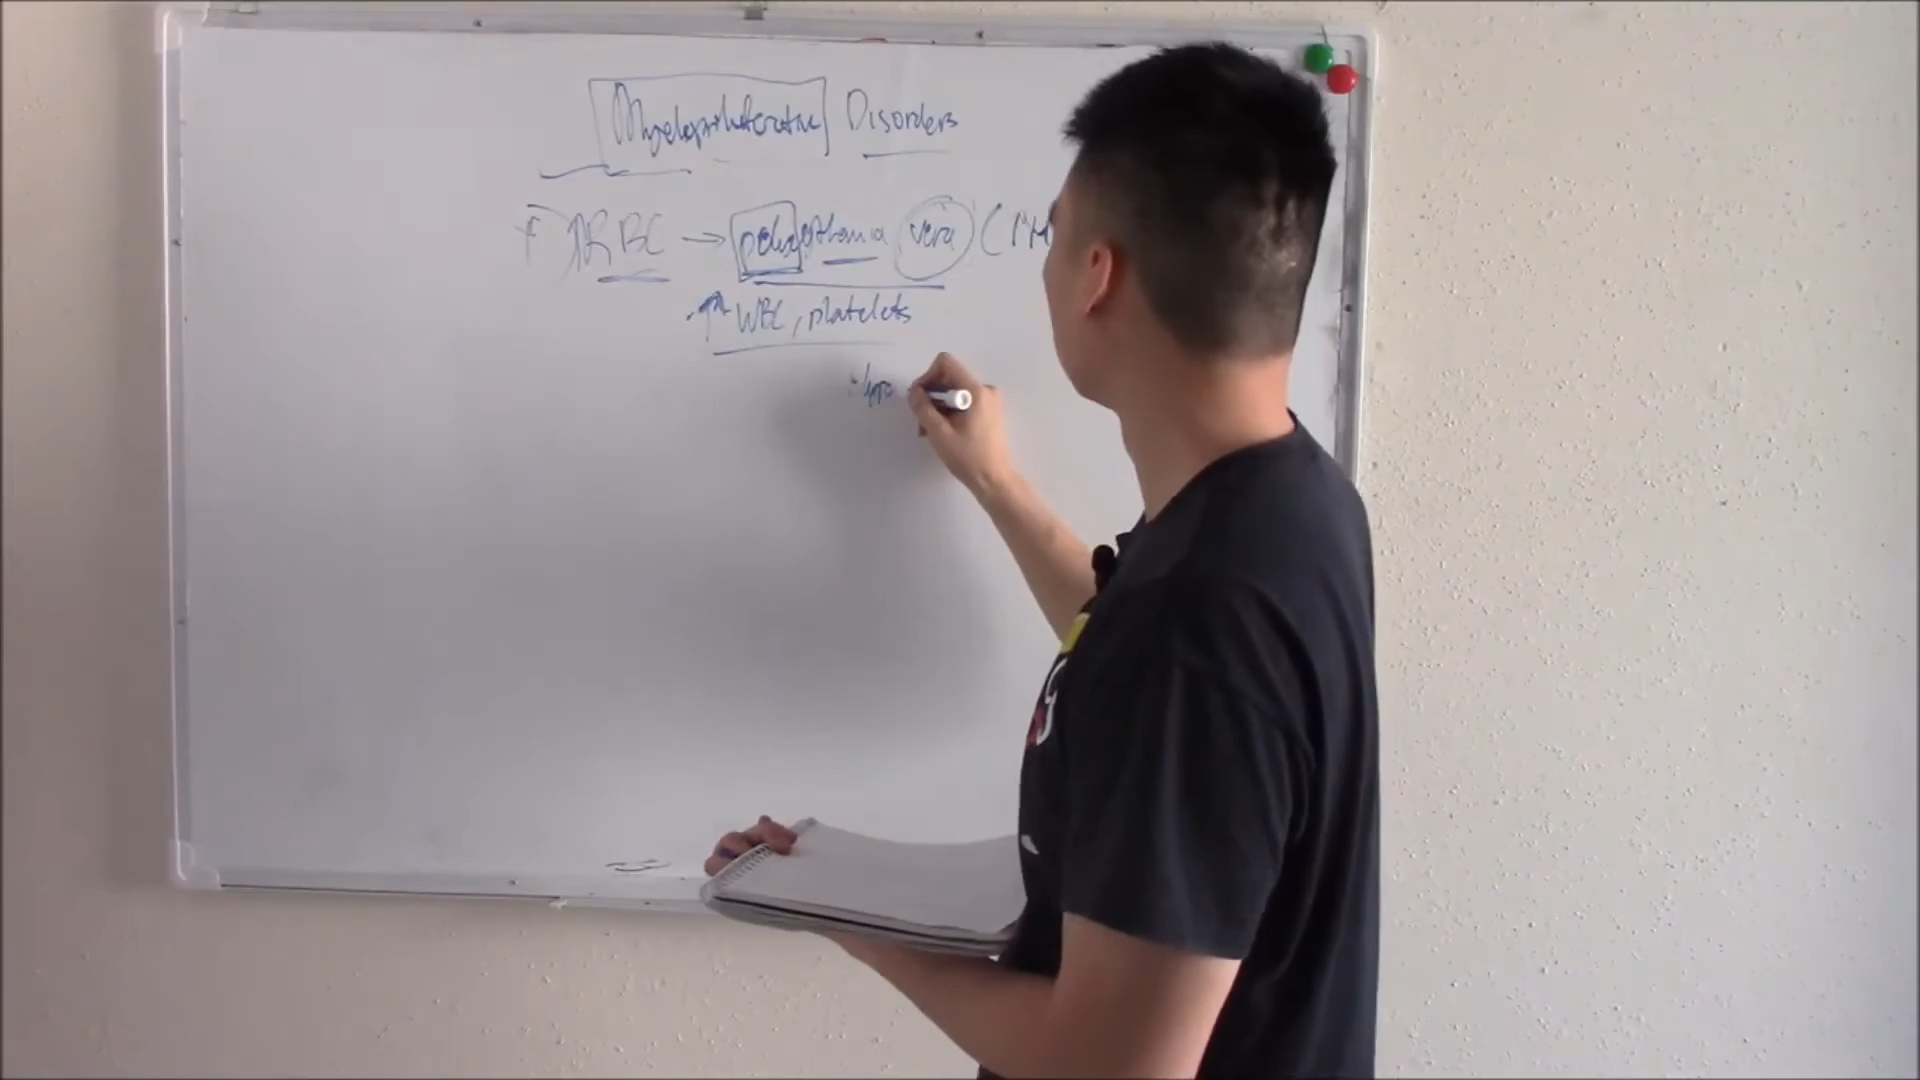 Myeloproliferative Disorders
↑RBC → polycythemia vera (
↑ WBC, platelets